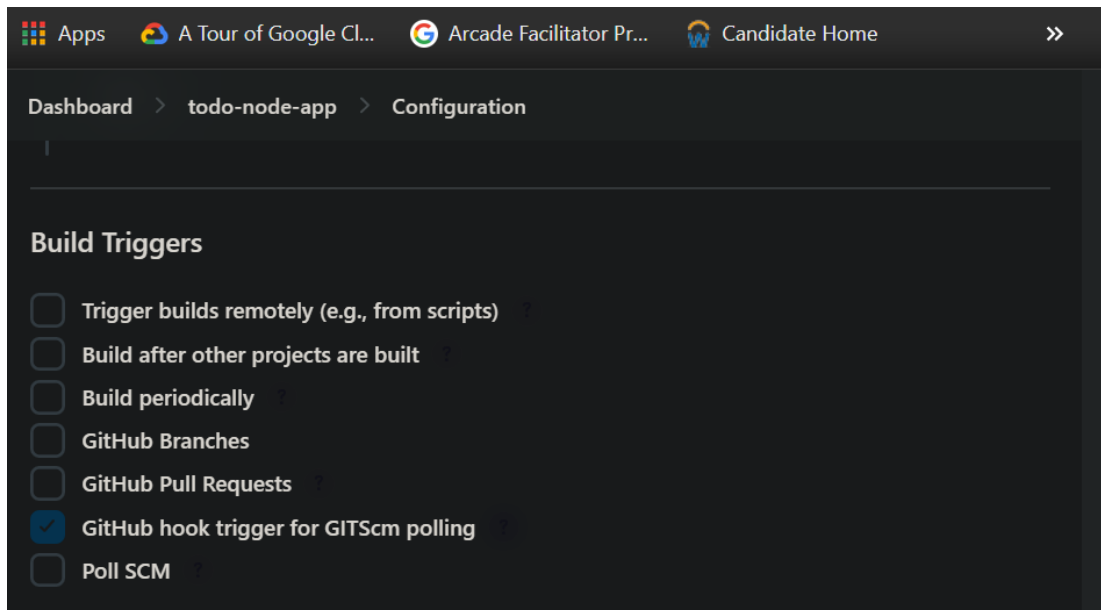 Apps A Tour of Google Cl... Arcade Facilitator Pr... Candidate Home »
Dashboard > todo-node-app > Configuration
Build Triggers
Trigger builds remotely (e.g., from scripts) ?
Build after other projects are built ?
Build periodically ?
GitHub Branches
GitHub Pull Requests ?
GitHub hook trigger for GITScm polling ?
Poll SCM ?